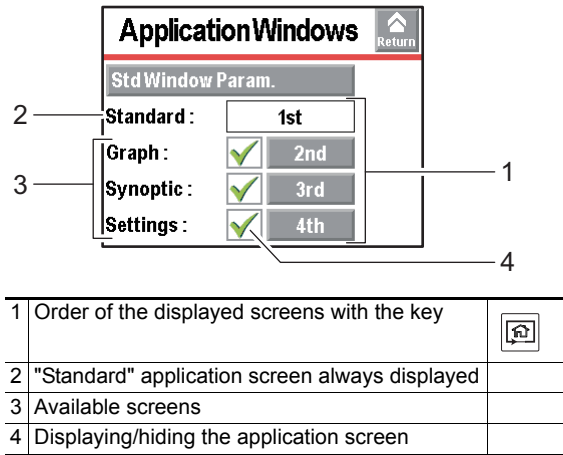 Application Windows
Return
Std Window Param.
2
Standard : 1st
Graph : 2nd
3
Synoptic : 3rd
1
Settings : 4th
4
1 Order of the displayed screens with the key
2 "Standard" application screen always displayed
3 Available screens
4 Displaying/hiding the application screen